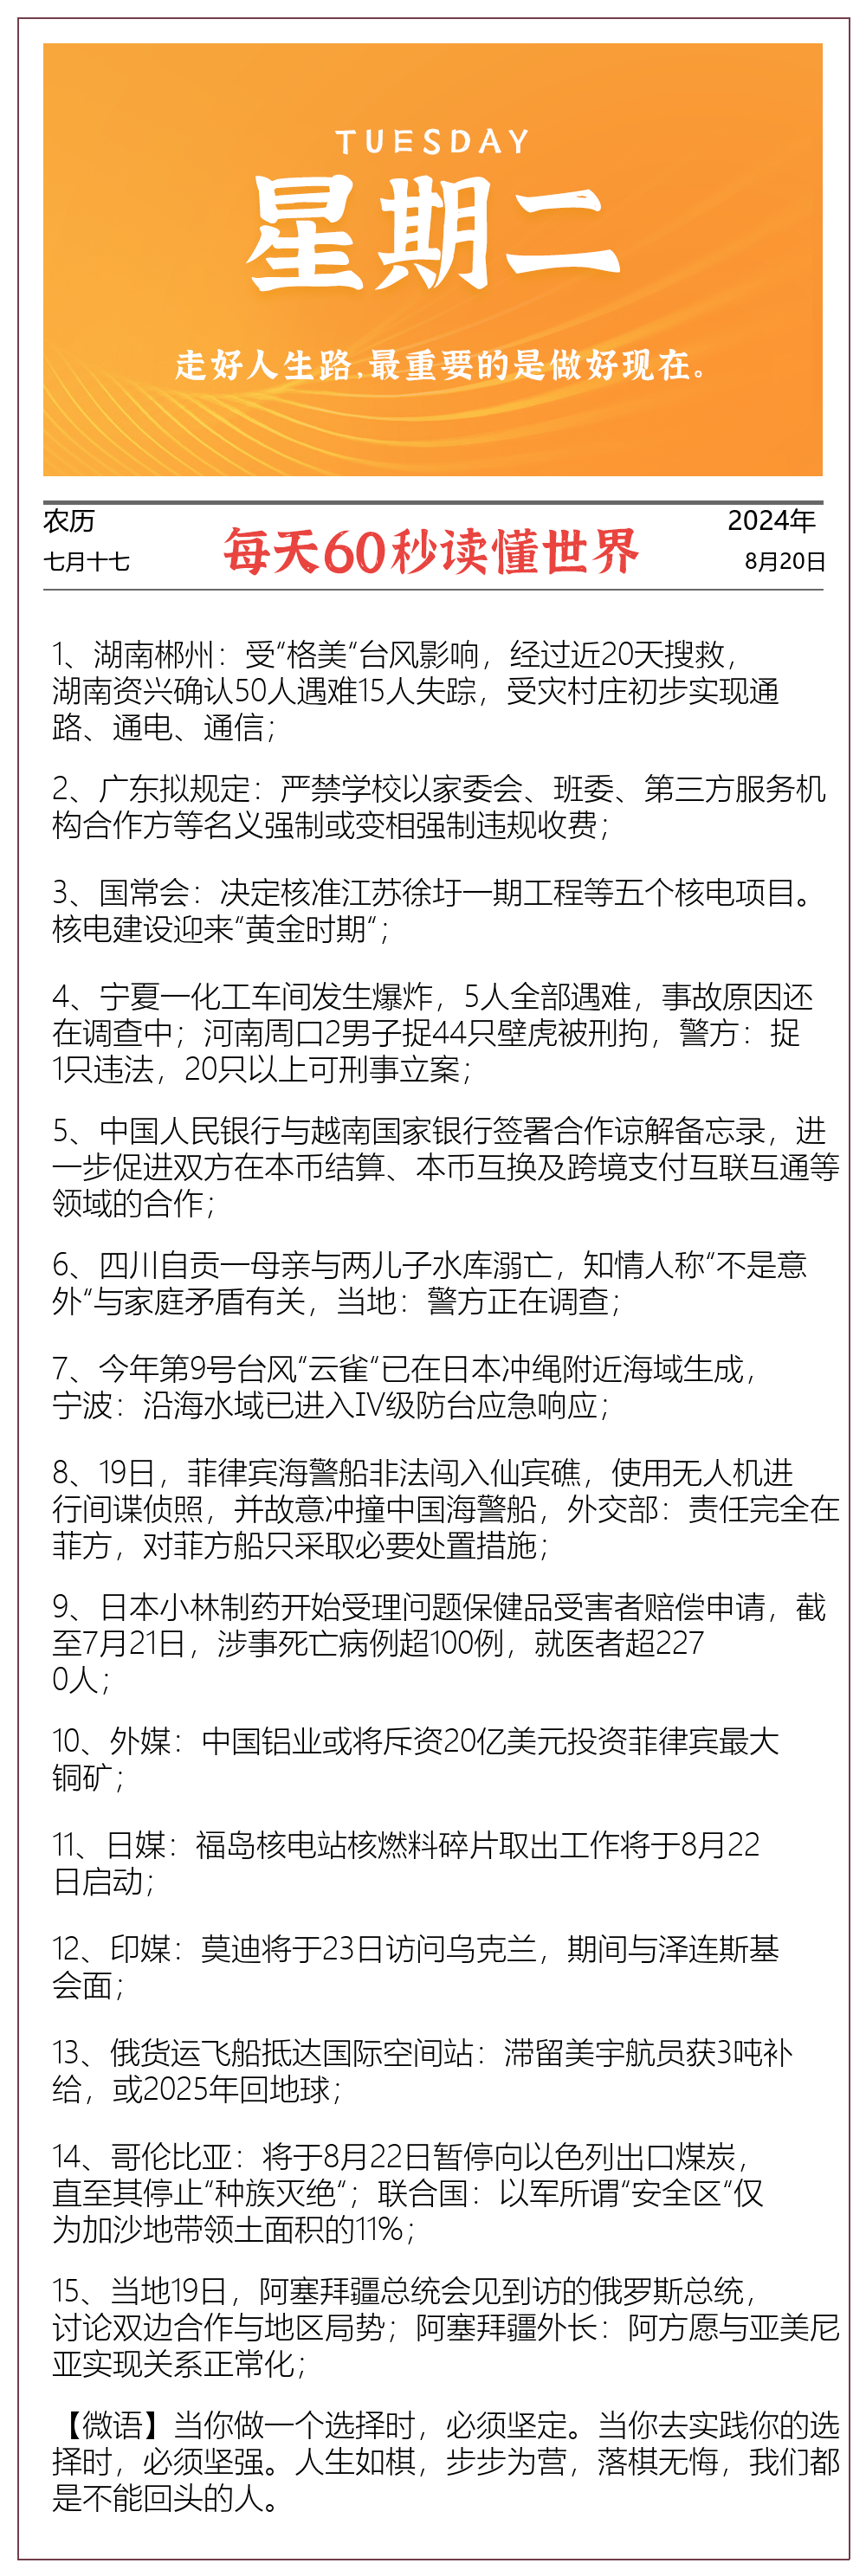 TUESDAY
星期二
走好人生路,最重要的是做好现在。
农历
七月十七
每天60秒读懂世界
2024年
8月20日
1、湖南郴州：受“格美“台风影响，经过近20天搜救，
湖南资兴确认50人遇难15人失踪，受灾村庄初步实现通
路、通电、通信；
2、广东拟规定：严禁学校以家委会、班委、第三方服务机
构合作方等名义强制或变相强制违规收费；
3、国常会：决定核准江苏徐圩一期工程等五个核电项目。
核电建设迎来“黄金时期“；
4、宁夏一化工车间发生爆炸，5人全部遇难，事故原因还
在调查中；河南周口2男子捉44只壁虎被刑拘，警方：捉
1只违法，20只以上可刑事立案；
5、中国人民银行与越南国家银行签署合作谅解备忘录，进
一步促进双方在本币结算、本币互换及跨境支付互联互通等
领域的合作；
6、四川自贡一母亲与两儿子水库溺亡，知情人称“不是意
外“与家庭矛盾有关，当地：警方正在调查；
7、今年第9号台风“云雀“已在日本冲绳附近海域生成，
宁波：沿海水域已进入IV级防台应急响应；
8、19日，菲律宾海警船非法闯入仙宾礁，使用无人机进
行间谍侦照，并故意冲撞中国海警船，外交部：责任完全在
菲方，对菲方船只采取必要处置措施；
9、日本小林制药开始受理问题保健品受害者赔偿申请，截
至7月21日，涉事死亡病例超100例，就医者超227
0人；
10、外媒：中国铝业或将斥资20亿美元投资菲律宾最大
铜矿；
11、日媒：福岛核电站核燃料碎片取出工作将于8月22
日启动；
12、印媒：莫迪将于23日访问乌克兰，期间与泽连斯基
会面；
13、俄货运飞船抵达国际空间站：滞留美宇航员获3吨补
给，或2025年回地球；
14、哥伦比亚：将于8月22日暂停向以色列出口煤炭，
直至其停止“种族灭绝“；联合国：以军所谓“安全区“仅
为加沙地带领土面积的11%；
15、当地19日，阿塞拜疆总统会见到访的俄罗斯总统，
讨论双边合作与地区局势；阿塞拜疆外长：阿方愿与亚美尼
亚实现关系正常化；
【微语】当你做一个选择时，必须坚定。当你去实践你的选
择时，必须坚强。人生如棋，步步为营，落棋无悔，我们都
是不能回头的人。